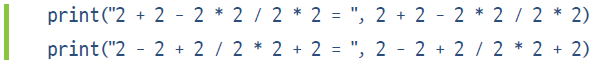 print("2 + 2 - 2 * 2 / 2 * 2 = ", 2 + 2 - 2 * 2 / 2 * 2)
print("2 - 2 + 2 / 2 * 2 + 2 = ", 2 - 2 + 2 / 2 * 2 + 2)